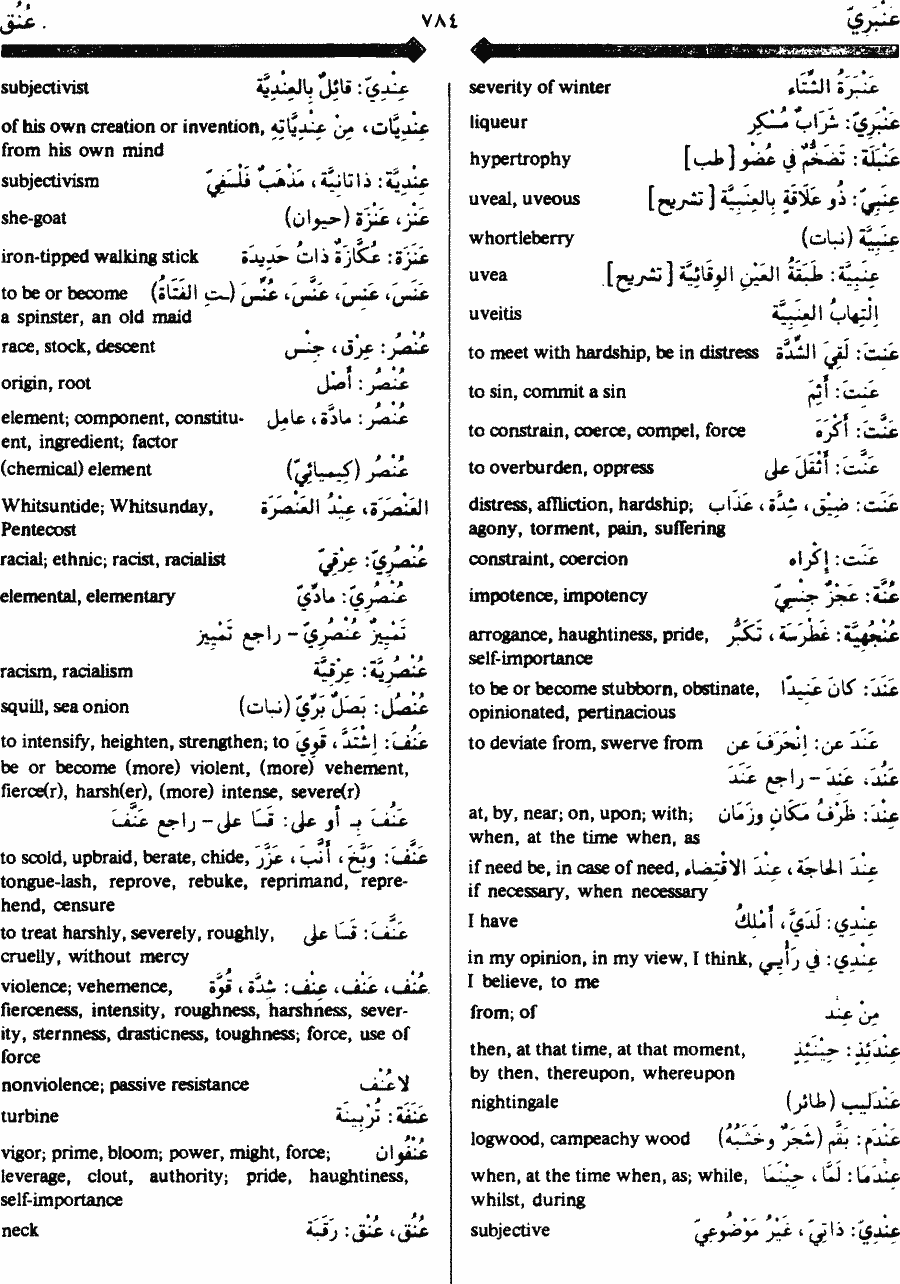 عَنْبَرِيّ ٧٨٤ عُنُق .
عَنْبَرَةُ الشِّتَاء severity of winter
عَنْبَرِيّ: شَرَابٌ مُسْكِر liqueur
عَنْبَلَة: تَضَخُّمٌ في عُضْو [طب] hypertrophy
عِنَبِيّ: ذُو عَلَاقَةٍ بِالعِنَبِيَّة [تشريح] uveal, uveous
عِنَبِيَّة (نبات) whortleberry
عِنَبِيَّة: طَبَقَةُ العَيْنِ الوِقَائِيَّة [تشريح] uvea
اِلْتِهابُ العِنَبِيَّة uveitis
عَنِتَ: لَقِيَ الشِّدَّة to meet with hardship, be in distress
عَنِتَ: أَثِمَ to sin, commit a sin
عَنَّتَ: أَكْرَهَ to constrain, coerce, compel, force
عَنَّتَ: أَثْقَلَ على to overburden, oppress
عَنَت: ضِيْق، شِدَّة، عَذَاب distress, affliction, hardship;
agony, torment, pain, suffering
عَنَت: إكْراه constraint, coercion
عُنَّة: عَجْزٌ جِنْسِيّ impotence, impotency
عُنْجُهِيَّة: غَطْرَسَة، تَكَبُّر arrogance, haughtiness, pride,
self-importance
عَنَدَ: كانَ عَنِيدًا to be or become stubborn, obstinate,
opinionated, pertinacious
عَنَدَ عن: اِنْحَرَفَ عن to deviate from, swerve from
عَنُدَ، عَنِدَ – راجع عَنَدَ
عِنْدَ: ظَرْفُ مَكَانٍ وزَمَان at, by, near; on, upon; with;
when, at the time when, as
عِنْدَ الحاجَة، عِنْدَ الاقتِضاء if need be, in case of need,
if necessary, when necessary
عِنْدِي: لَدَيَّ، أَمْلِكُ I have
عِنْدِي: في رَأْيِـي in my opinion, in my view, I think,
I believe, to me
مِنْ عِنْد from; of
عِنْدَئِذٍ: حِيْنَئِذٍ then, at that time, at that moment,
by then, thereupon, whereupon
عَنْدَلِيب (طائر) nightingale
عَنْدَم: بَقَّم (شَجَرٌ وخَشَبُهُ) logwood, campeachy wood
عِنْدَمَا: لَمَّا، حِيْنَمَا when, at the time when, as; while,
whilst, during
عِنْدِيّ: ذاتِيّ، غَيْرُ مَوْضُوعِيّ subjective
عِنْدِيّ: قائِلٌ بِالعِنْدِيَّة subjectivist
عِنْدِيَّات، مِنْ عِنْدِيَّاتِهِ of his own creation or invention,
from his own mind
عِنْدِيَّة: ذاتانِيَّة، مَذْهَبٌ فَلْسَفِيّ subjectivism
عَنْز، عَنْزَة (حيوان) she-goat
عَنَزَة: عُكَّازَةٌ ذاتُ حَدِيدَة iron-tipped walking stick
عَنَسَ، عَنِسَ، عَنَّسَ، عُنِّسَ (ـتِ الفَتَاةُ) to be or become
a spinster, an old maid
عُنْصُر: عِرْق، جِنْس race, stock, descent
عُنْصُر: أَصْل origin, root
عُنْصُر: مادَّة، عامِل element; component, constitu-
ent, ingredient; factor
عُنْصُر (كِيمِيائِيّ) (chemical) element
العَنْصَرَة، عِيْدُ العَنْصَرَة Whitsuntide; Whitsunday,
Pentecost
عُنْصُرِيّ: عِرْقِيّ racial; ethnic; racist, racialist
عُنْصُرِيّ: مادِّيّ elemental, elementary
تَمْيِيزٌ عُنْصُرِيّ – راجع تَمْيِيز
عُنْصُرِيَّة: عِرْقِيَّة racism, racialism
عُنْصُل: بَصَلٌ بَرِّيّ (نبات) squill, sea onion
عَنُفَ: اِشْتَدَّ، قَوِيَ to intensify, heighten, strengthen; to
be or become (more) violent, (more) vehement,
fierce(r), harsh(er), (more) intense, severe(r)
عَنُفَ بِـ أو على: قَسَا على – راجع عَنَّفَ
عَنَّفَ: وَبَّخَ، أَنَّبَ، عَزَّرَ to scold, upbraid, berate, chide,
tongue-lash, reprove, rebuke, reprimand, repre-
hend, censure
عَنَّفَ: قَسَا على to treat harshly, severely, roughly,
cruelly, without mercy
عُنْف، عَنْف، عِنْف: شِدَّة، قُوَّة violence; vehemence,
fierceness, intensity, roughness, harshness, sever-
ity, sternness, drasticness, toughness; force, use of
force
لاعُنْف nonviolence; passive resistance
عَنَفَة: تُرْبِينَة turbine
عُنْفُوان vigor; prime, bloom; power, might, force;
leverage, clout, authority; pride, haughtiness,
self-importance
عُنُق، عُنْق: رَقَبَة neck